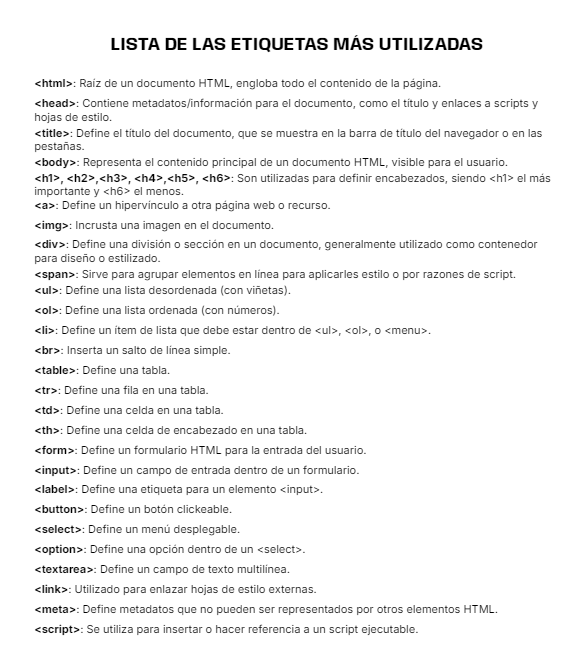 LISTA DE LAS ETIQUETAS MÁS UTILIZADAS
<html>: Raíz de un documento HTML, engloba todo el contenido de la página.
<head>: Contiene metadatos/información para el documento, como el título y enlaces a scripts y
hojas de estilo.
<title>: Define el título del documento, que se muestra en la barra de título del navegador o en las
pestañas.
<body>: Representa el contenido principal de un documento HTML, visible para el usuario.
<h1>, <h2>,<h3>, <h4>,<h5>, <h6>: Son utilizadas para definir encabezados, siendo <h1> el más
importante y <h6> el menos.
<a>: Define un hipervínculo a otra página web o recurso.
<img>: Incrusta una imagen en el documento.
<div>: Define una división o sección en un documento, generalmente utilizado como contenedor
para diseño o estilizado.
<span>: Sirve para agrupar elementos en línea para aplicarles estilo o por razones de script.
<ul>: Define una lista desordenada (con viñetas).
<ol>: Define una lista ordenada (con números).
<li>: Define un ítem de lista que debe estar dentro de <ul>, <ol>, o <menu>.
<br>: Inserta un salto de línea simple.
<table>: Define una tabla.
<tr>: Define una fila en una tabla.
<td>: Define una celda en una tabla.
<th>: Define una celda de encabezado en una tabla.
<form>: Define un formulario HTML para la entrada del usuario.
<input>: Define un campo de entrada dentro de un formulario.
<label>: Define una etiqueta para un elemento <input>.
<button>: Define un botón clickeable.
<select>: Define un menú desplegable.
<option>: Define una opción dentro de un <select>.
<textarea>: Define un campo de texto multilínea.
<link>: Utilizado para enlazar hojas de estilo externas.
<meta>: Define metadatos que no pueden ser representados por otros elementos HTML.
<script>: Se utiliza para insertar o hacer referencia a un script ejecutable.